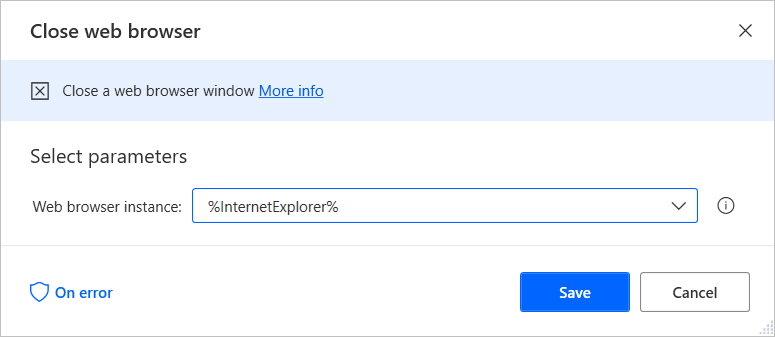 Close web browser
Close a web browser window More info
Select parameters
Web browser instance: %InternetExplorer%
On error Save Cancel